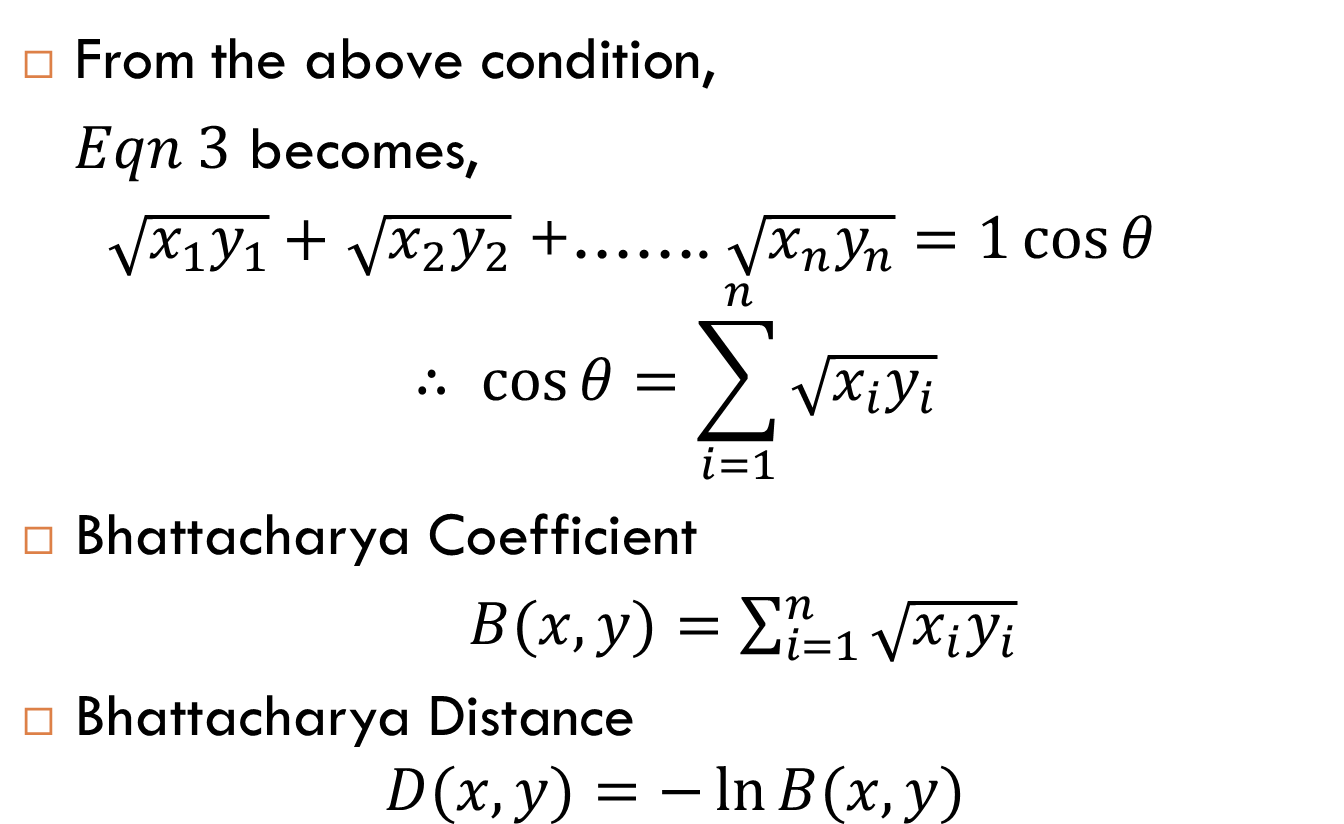 □ From the above condition,
Eqn 3 becomes,
√x₁y₁ + √x₂y₂ +……. √xₙyₙ = 1 cos θ
∴ cos θ = ∑ᵢ₌₁ⁿ √xᵢyᵢ
□ Bhattacharya Coefficient
B(x, y) = ∑ᵢ₌₁ⁿ √xᵢyᵢ
□ Bhattacharya Distance
D(x, y) = − ln B(x, y)